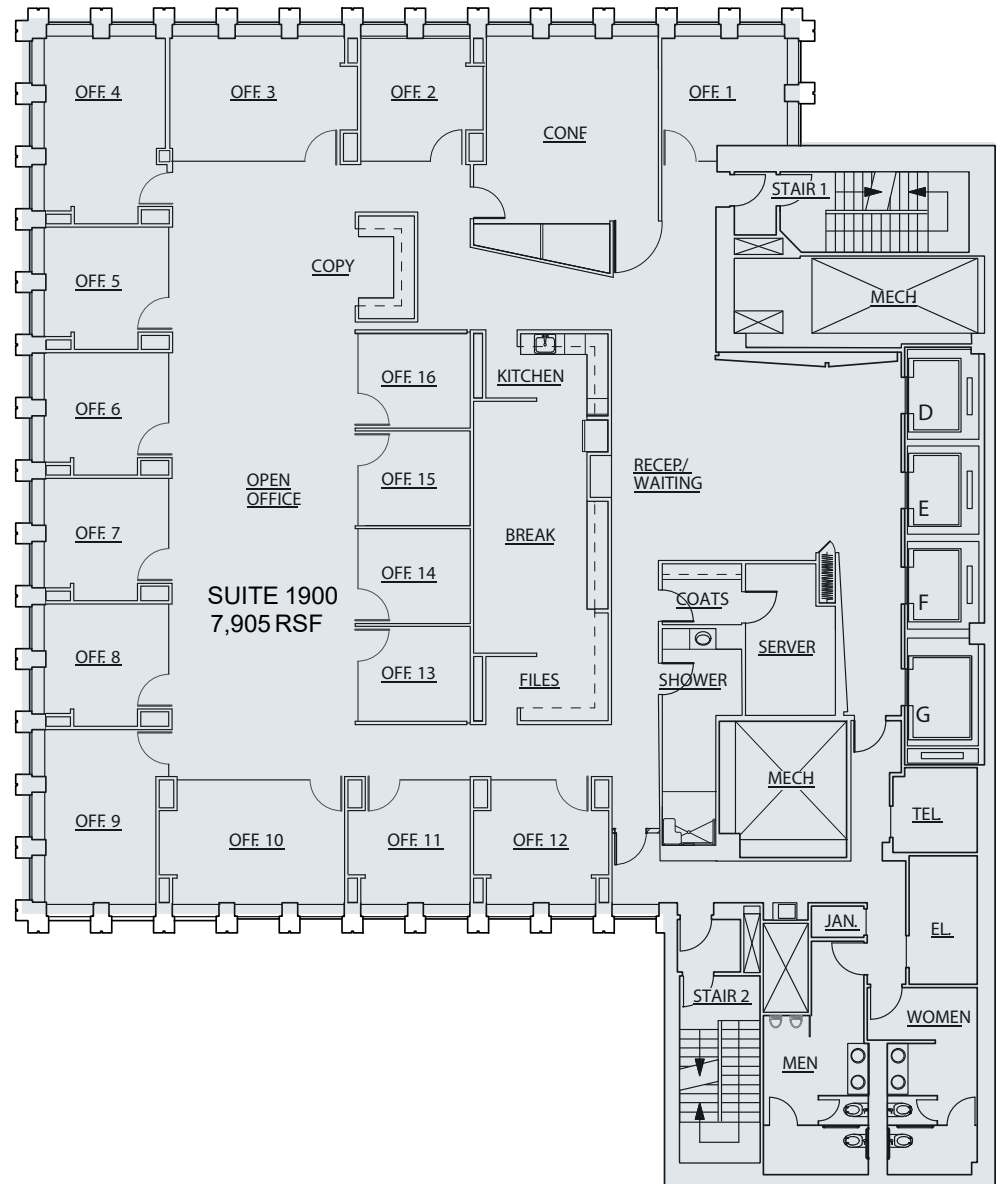 OFF. 4
OFF. 3
OFF. 2
OFF. 1
CONF
STAIR 1
COPY
OFF. 5
MECH
OFF. 16
KITCHEN
OFF. 6
D
RECEP./
WAITING
OPEN
OFFICE
OFF. 15
E
OFF. 7
BREAK
OFF. 14
SUITE 1900
7,905 RSF
COATS
F
SERVER
OFF. 8
OFF. 13
FILES
SHOWER
G
MECH
OFF. 9
OFF. 10
OFF. 11
OFF. 12
TEL.
JAN.
EL.
STAIR 2
WOMEN
MEN